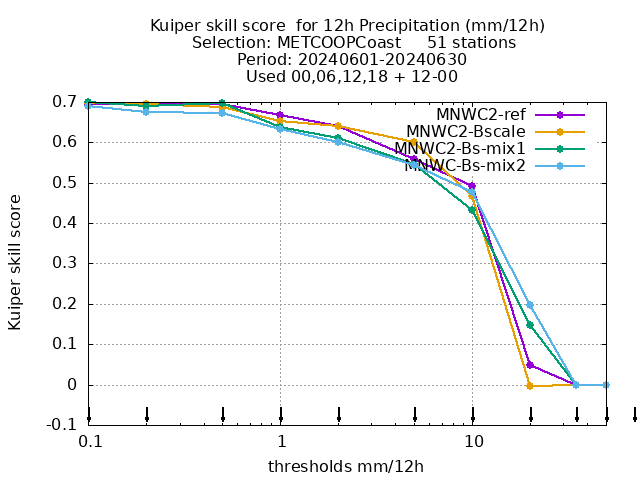 Kuiper skill score  for 12h Precipitation (mm/12h)
Selection: METCOOPCoast     51 stations
Period: 20240601-20240630
Used 00,06,12,18 + 12-00
MNWC2-ref
MNWC2-Bscale
MNWC2-Bs-mix1
MNWC-Bs-mix2
Kuiper skill score
0.7
0.6
0.5
0.4
0.3
0.2
0.1
0
-0.1
0.1
1
10
thresholds mm/12h